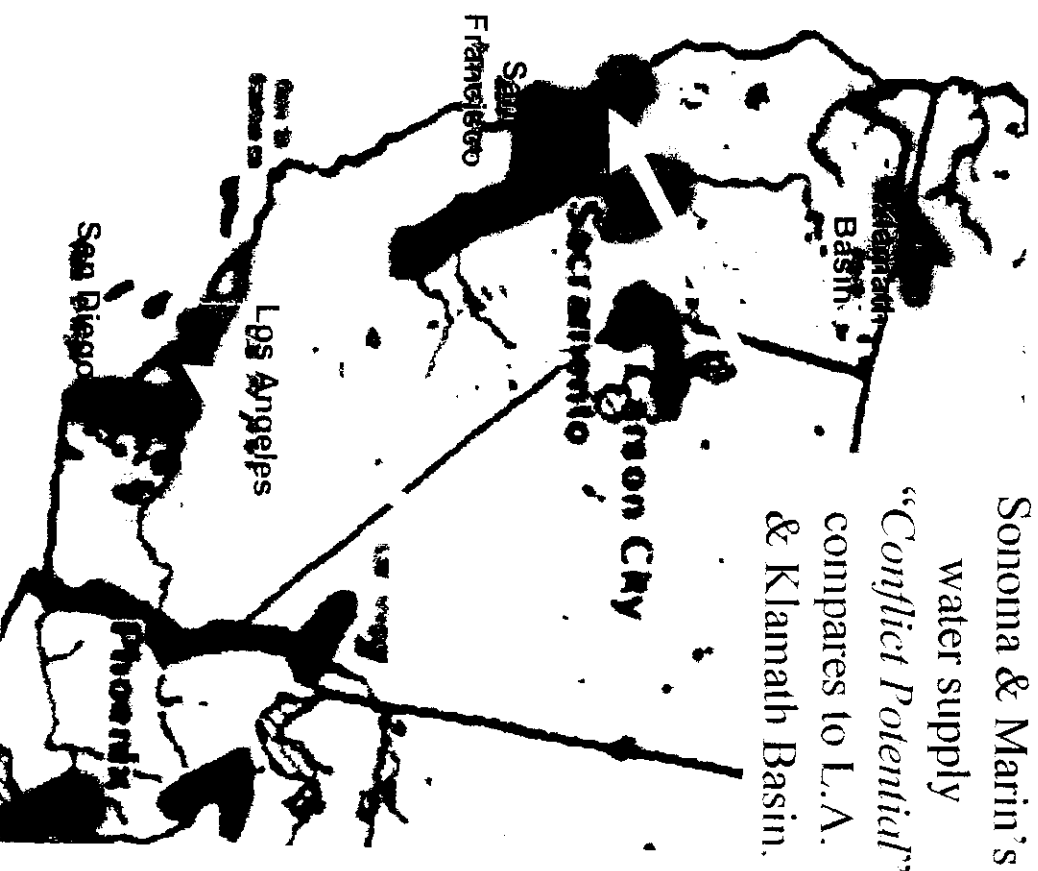 Sonoma & Marin's
water supply
“Conflict Potential”
compares to L.A.
& Klamath Basin.
Klamath
Basin
Carson City
Sacramento
San
Francisco
Los Angeles
San Diego
Phoenix